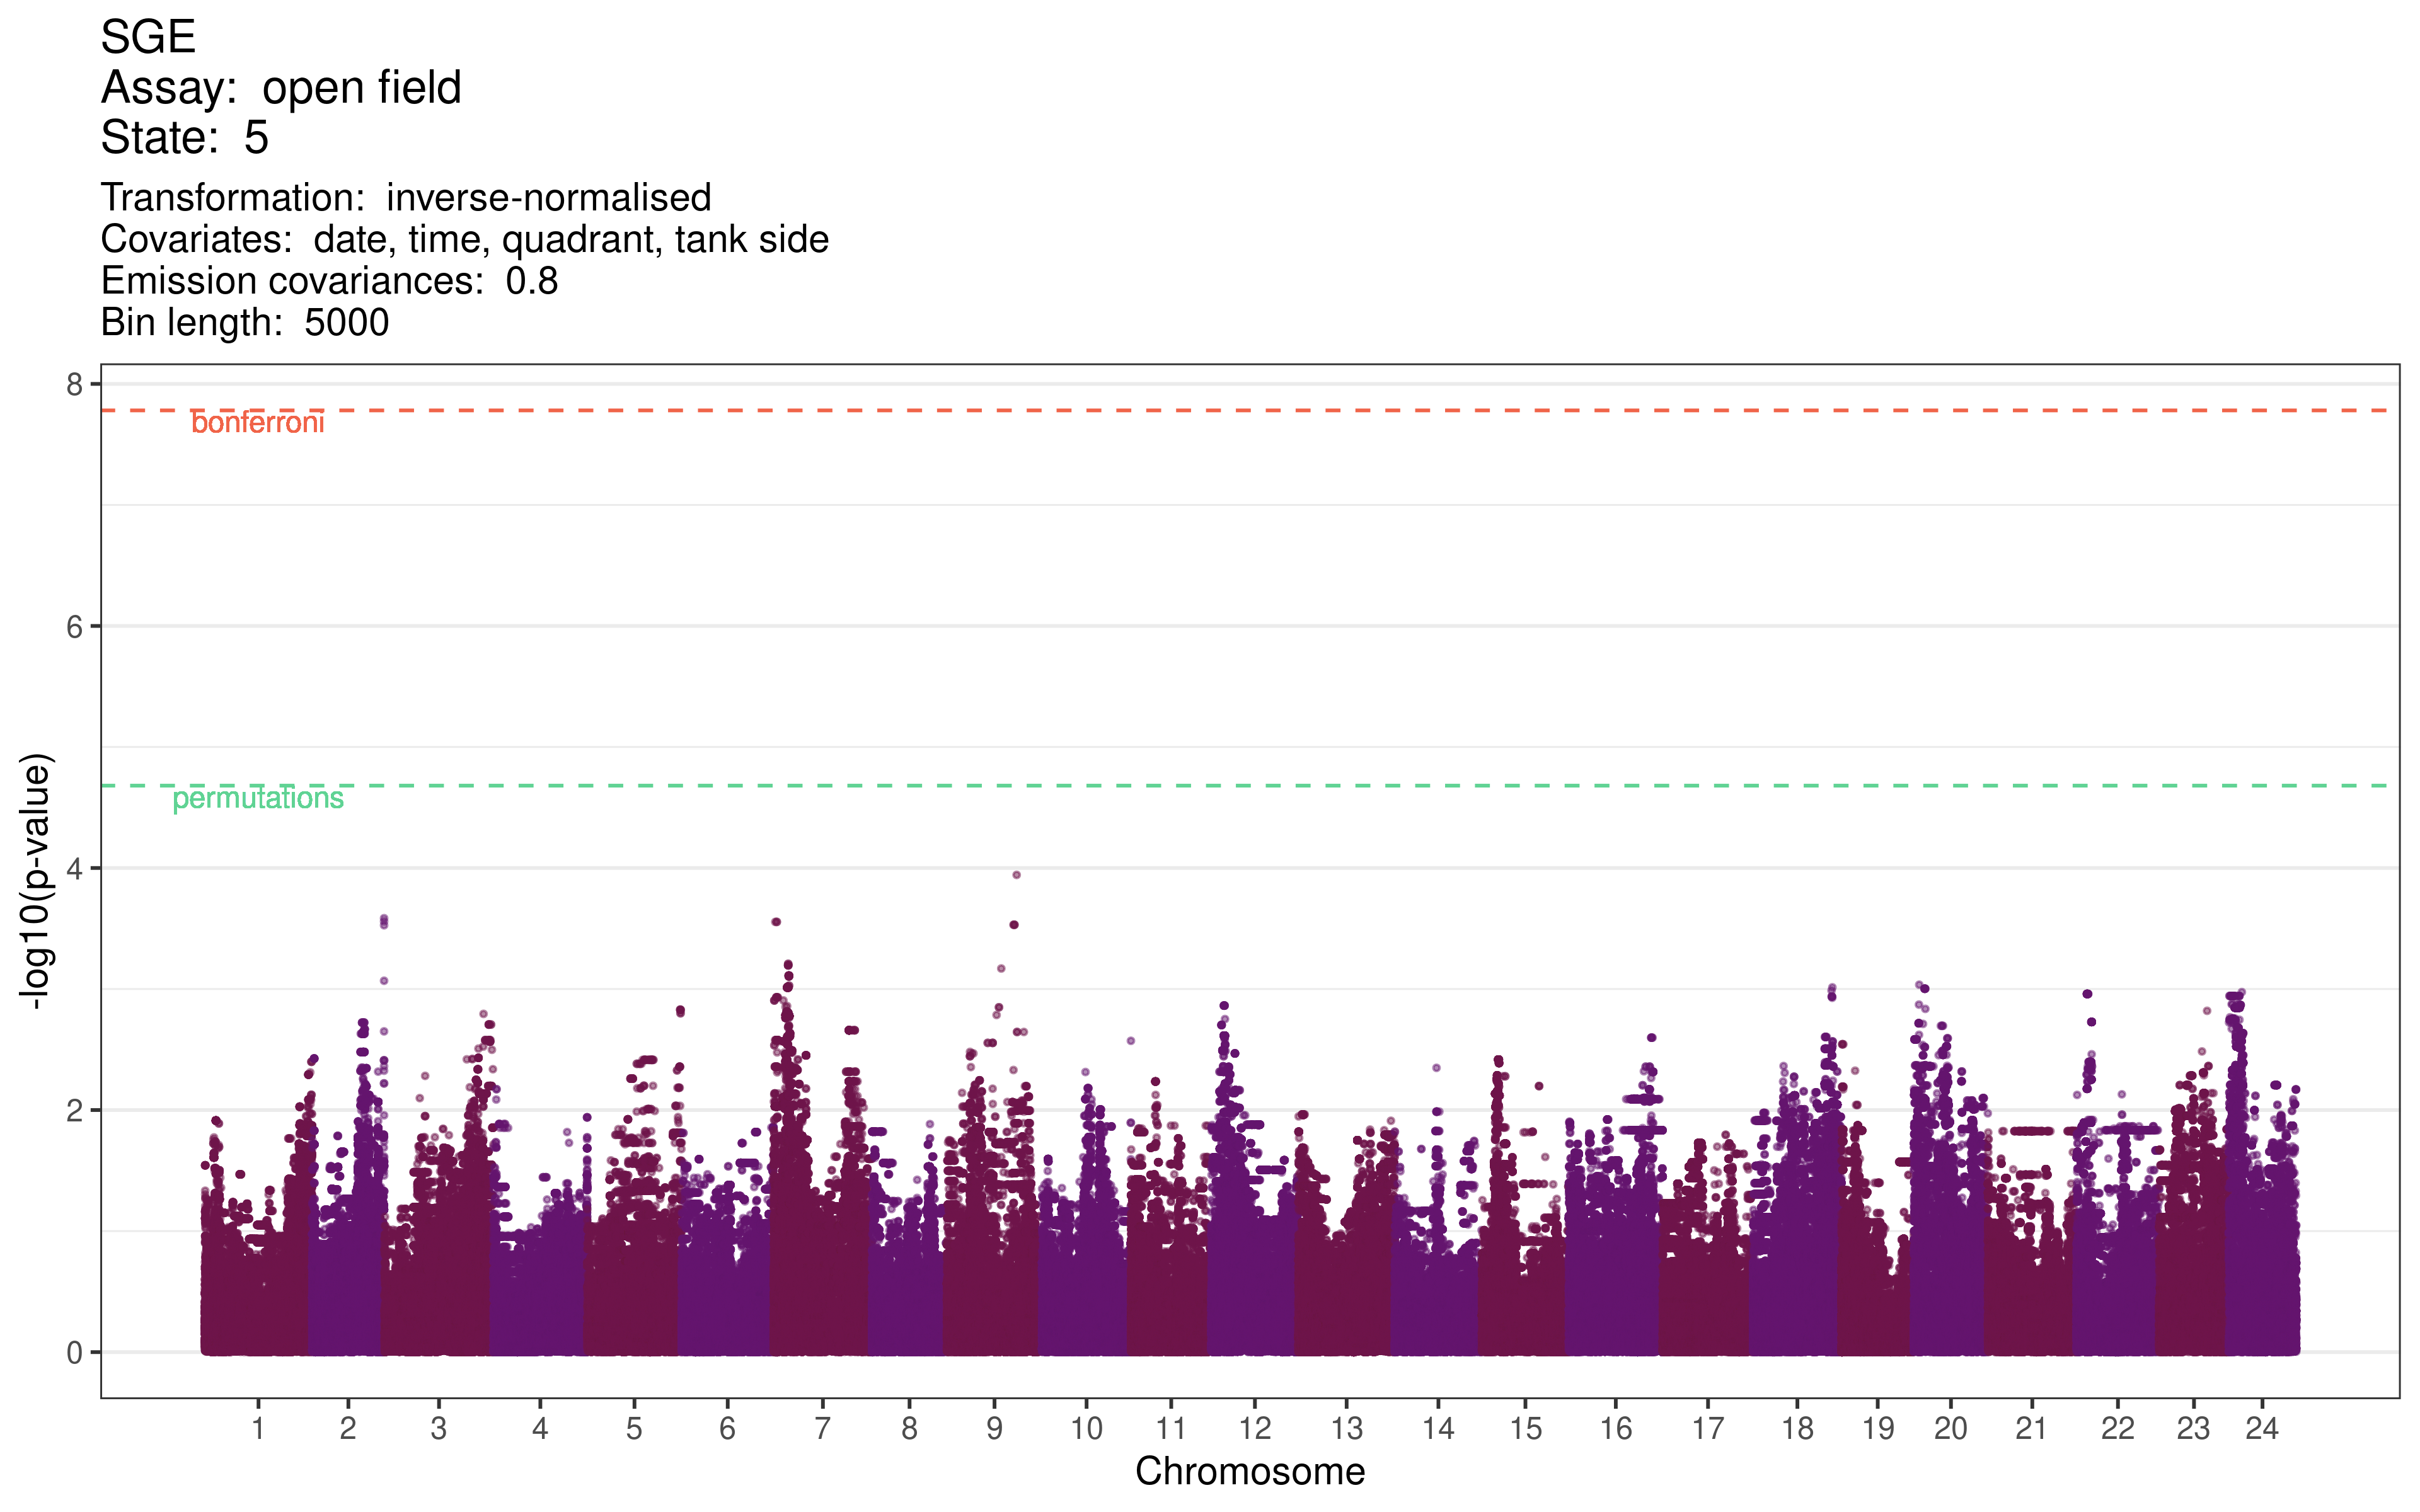 SGE
Assay:  open field
State:  5
Transformation:  inverse-normalised
Covariates:  date, time, quadrant, tank side
Emission covariances:  0.8
Bin length:  5000
8
bonferroni
6
permutations
4
2
0
-log10(p-value)
1 2 3 4 5 6 7 8 9 10 11 12 13 14 15 16 17 18 19 20 21 22 23 24
Chromosome